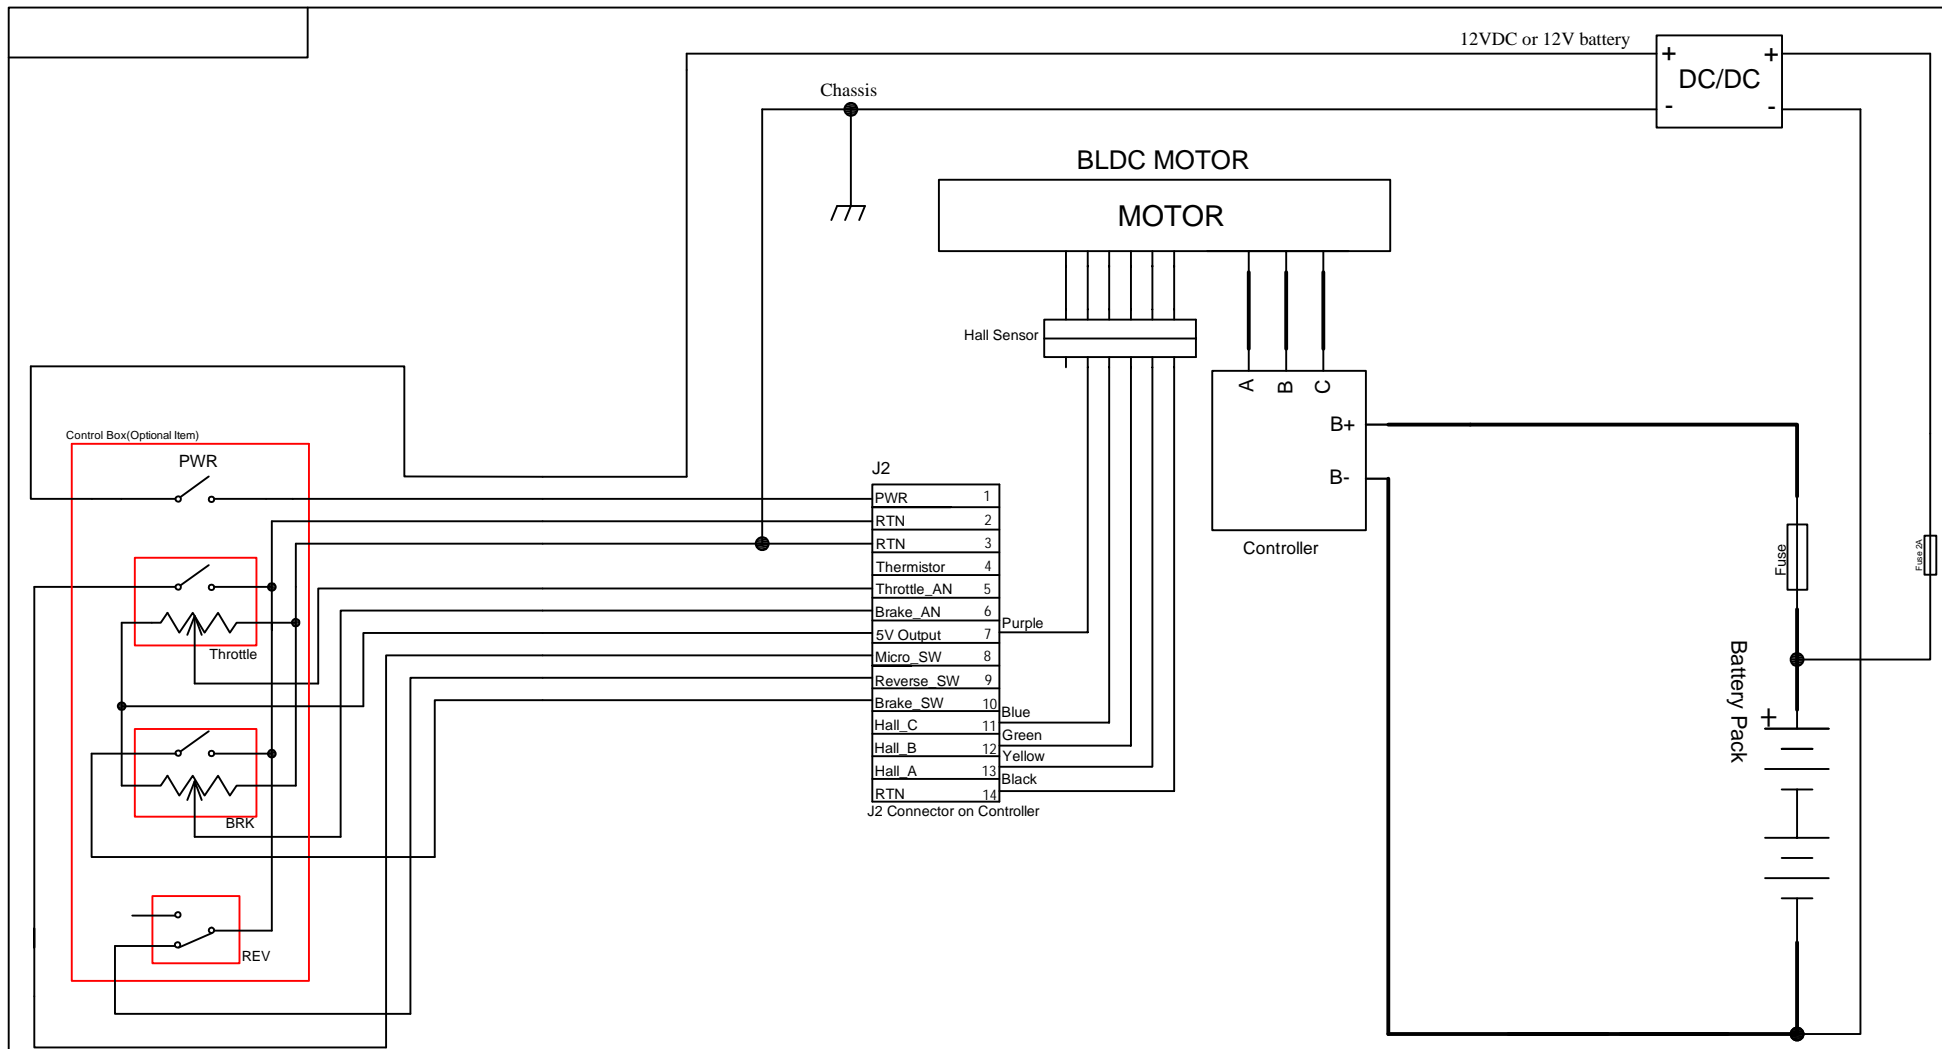 12VDC or 12V battery
+ +
DC/DC
- -
Chassis
BLDC MOTOR
MOTOR
Hall Sensor
A B C
B+
B-
Controller
Control Box(Optional Item)
PWR
Throttle
BRK
REV
J2
PWR 1
RTN 2
RTN 3
Thermistor 4
Throttle_AN 5
Brake_AN 6
5V Output 7
Micro_SW 8
Reverse_SW 9
Brake_SW 10
Hall_C 11
Hall_B 12
Hall_A 13
RTN 14
J2 Connector on Controller
Purple
Blue
Green
Yellow
Black
Fuse
Fuse 2A
Battery Pack
+